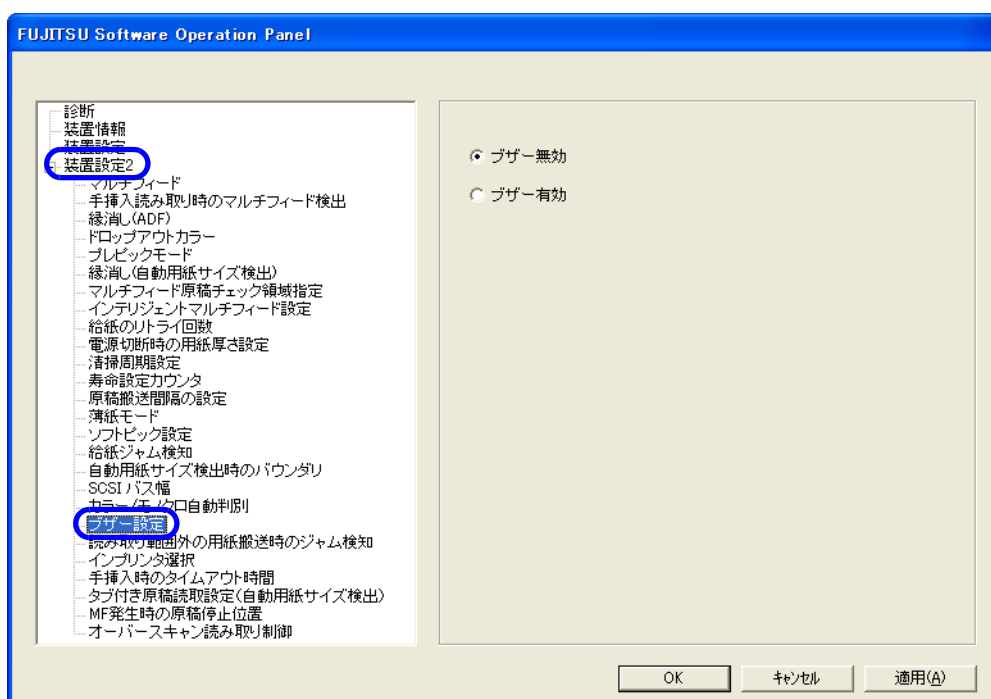 FUJITSU Software Operation Panel
診断
装置情報
装置設定
装置設定2
マルチフィード
手挿入読み取り時のマルチフィード検出
縁消し(ADF)
ドロップアウトカラー
プレピックモード
縁消し(自動用紙サイズ検出)
マルチフィード原稿チェック領域指定
インテリジェントマルチフィード設定
給紙のリトライ回数
電源切断時の用紙厚さ設定
清掃周期設定
寿命設定カウンタ
原稿搬送間隔の設定
薄紙モード
ソフトピック設定
給紙ジャム検知
自動用紙サイズ検出時のバウンダリ
SCSI バス幅
カラー/モノクロ自動判別
ブザー設定
読み取り範囲外の用紙搬送時のジャム検知
インプリンタ選択
手挿入時のタイムアウト時間
タブ付き原稿読取設定(自動用紙サイズ検出)
MF発生時の原稿停止位置
オーバースキャン読み取り制御
ブザー無効
ブザー有効
OK
キャンセル
適用(A)